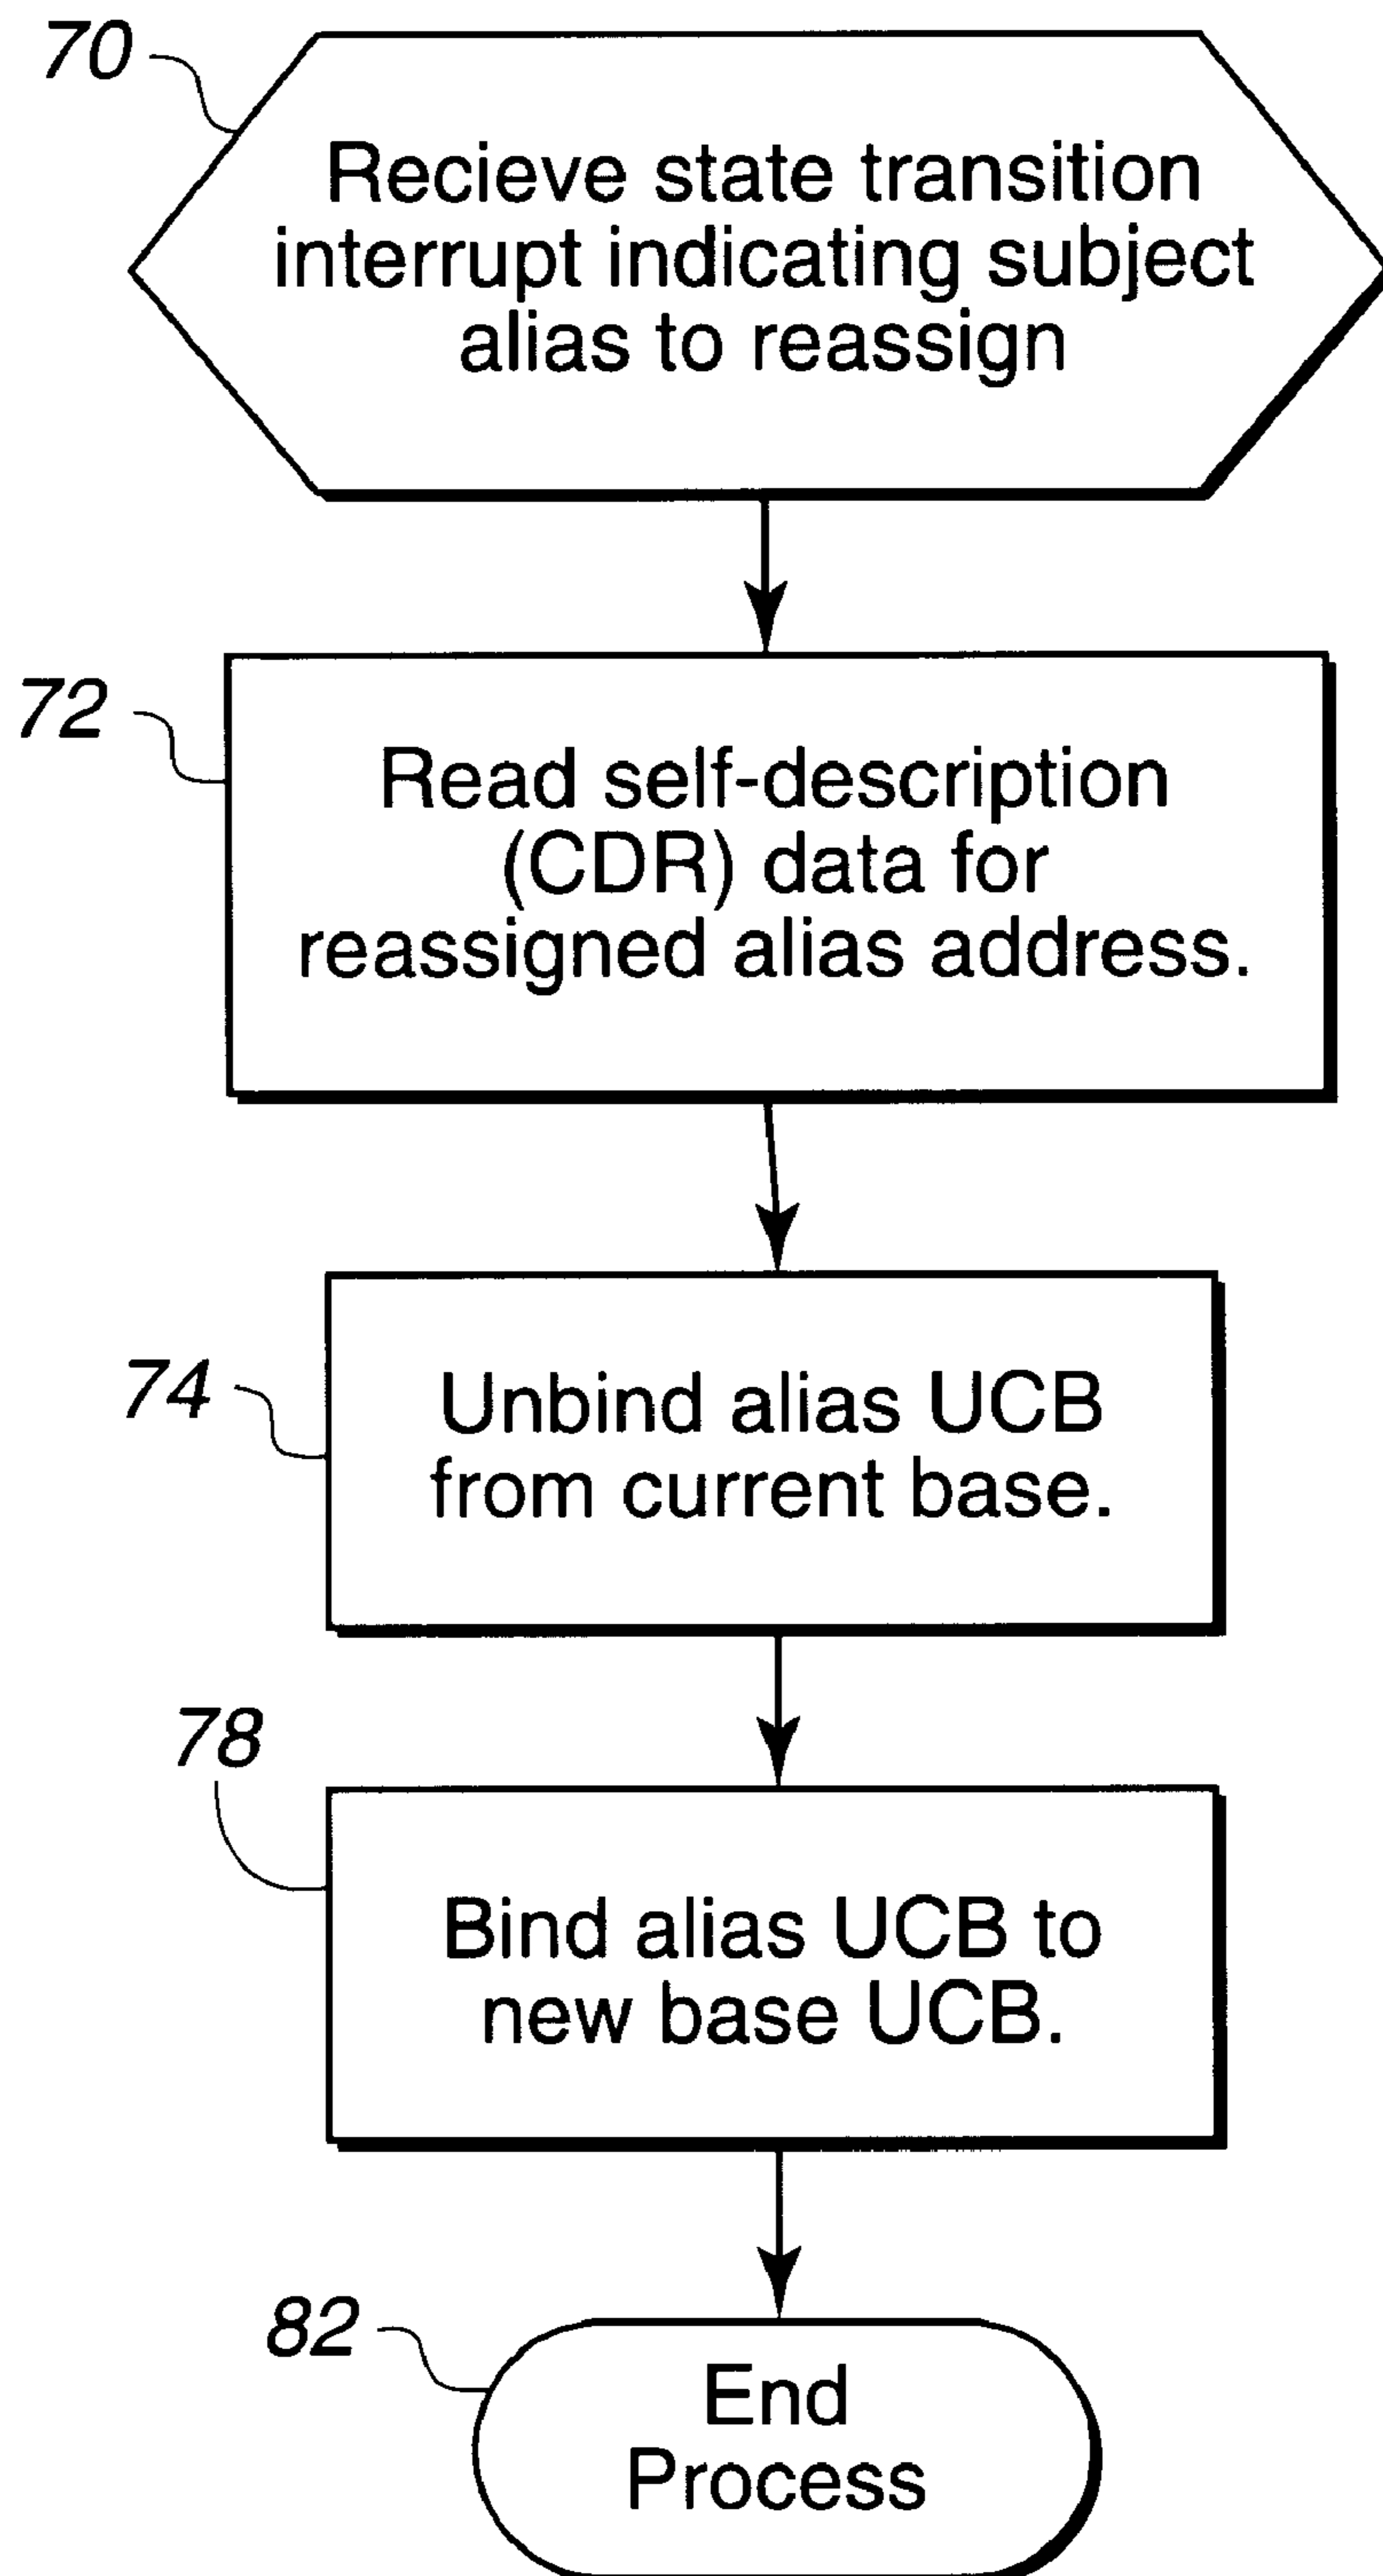 70
Recieve state transition
interrupt indicating subject
alias to reassign
72
Read self-description
(CDR) data for
reassigned alias address.
74
Unbind alias UCB
from current base.
78
Bind alias UCB to
new base UCB.
82
End
Process